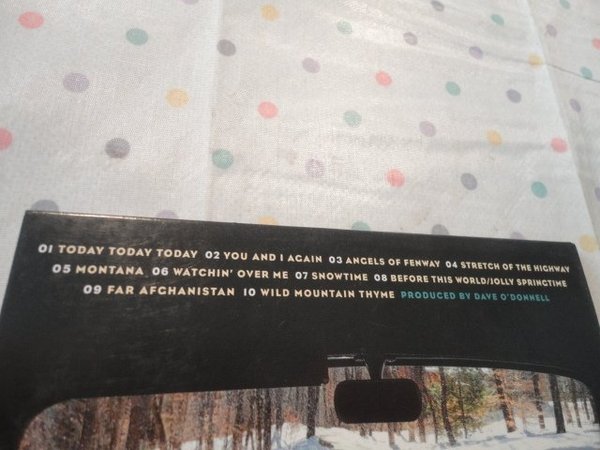 01 TODAY TODAY TODAY 02 YOU AND I AGAIN 03 ANGELS OF FENWAY 04 STRETCH OF THE HIGHWAY
05 MONTANA 06 WATCHIN' OVER ME 07 SNOWTIME 08 BEFORE THIS WORLD/JOLLY SPRINGTIME
09 FAR AFGHANISTAN 10 WILD MOUNTAIN THYME PRODUCED BY DAVE O'DONNELL